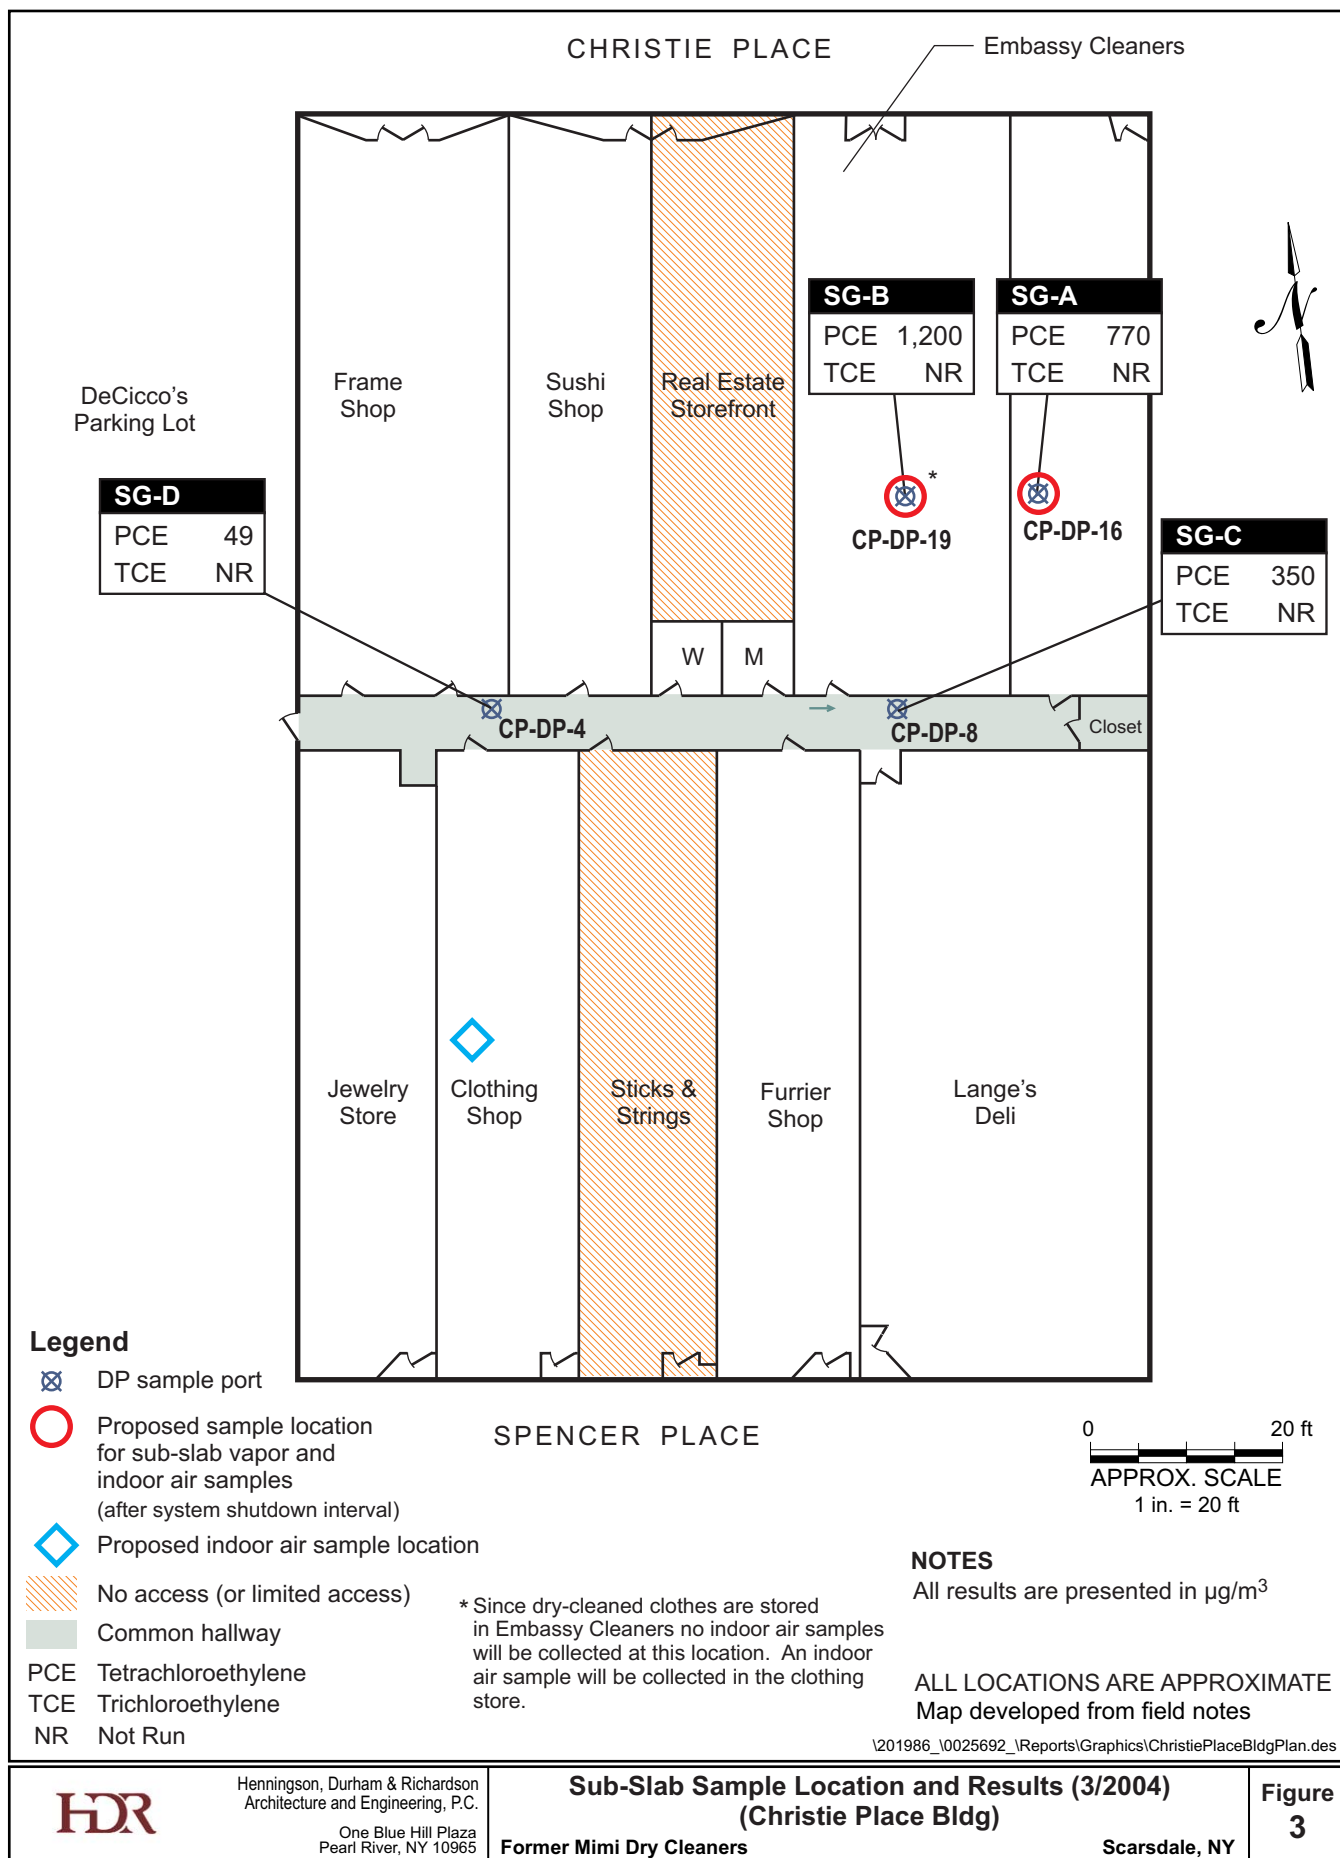 CHRISTIE PLACE
Embassy Cleaners
SG-B
PCE 1,200
TCE NR
SG-A
PCE 770
TCE NR
DeCicco's
Parking Lot
Frame
Shop
Sushi
Shop
Real Estate
Storefront
N
SG-D
PCE 49
TCE NR
*
CP-DP-19
CP-DP-16
SG-C
PCE 350
TCE NR
W
M
CP-DP-4
CP-DP-8
Closet
Jewelry
Store
Clothing
Shop
Sticks &
Strings
Furrier
Shop
Lange's
Deli
Legend
DP sample port
Proposed sample location
for sub-slab vapor and
indoor air samples
(after system shutdown interval)
Proposed indoor air sample location
No access (or limited access)
Common hallway
PCE Tetrachloroethylene
TCE Trichloroethylene
NR Not Run
SPENCER PLACE
0 20 ft
APPROX. SCALE
1 in. = 20 ft
* Since dry-cleaned clothes are stored
in Embassy Cleaners no indoor air samples
will be collected at this location. An indoor
air sample will be collected in the clothing
store.
NOTES
All results are presented in µg/m³
ALL LOCATIONS ARE APPROXIMATE
Map developed from field notes
\201986_\0025692_\Reports\Graphics\ChristiePlaceBldgPlan.des
HDR
Henningson, Durham & Richardson
Architecture and Engineering, P.C.
One Blue Hill Plaza
Pearl River, NY 10965
Sub-Slab Sample Location and Results (3/2004)
(Christie Place Bldg)
Former Mimi Dry Cleaners
Scarsdale, NY
Figure
3